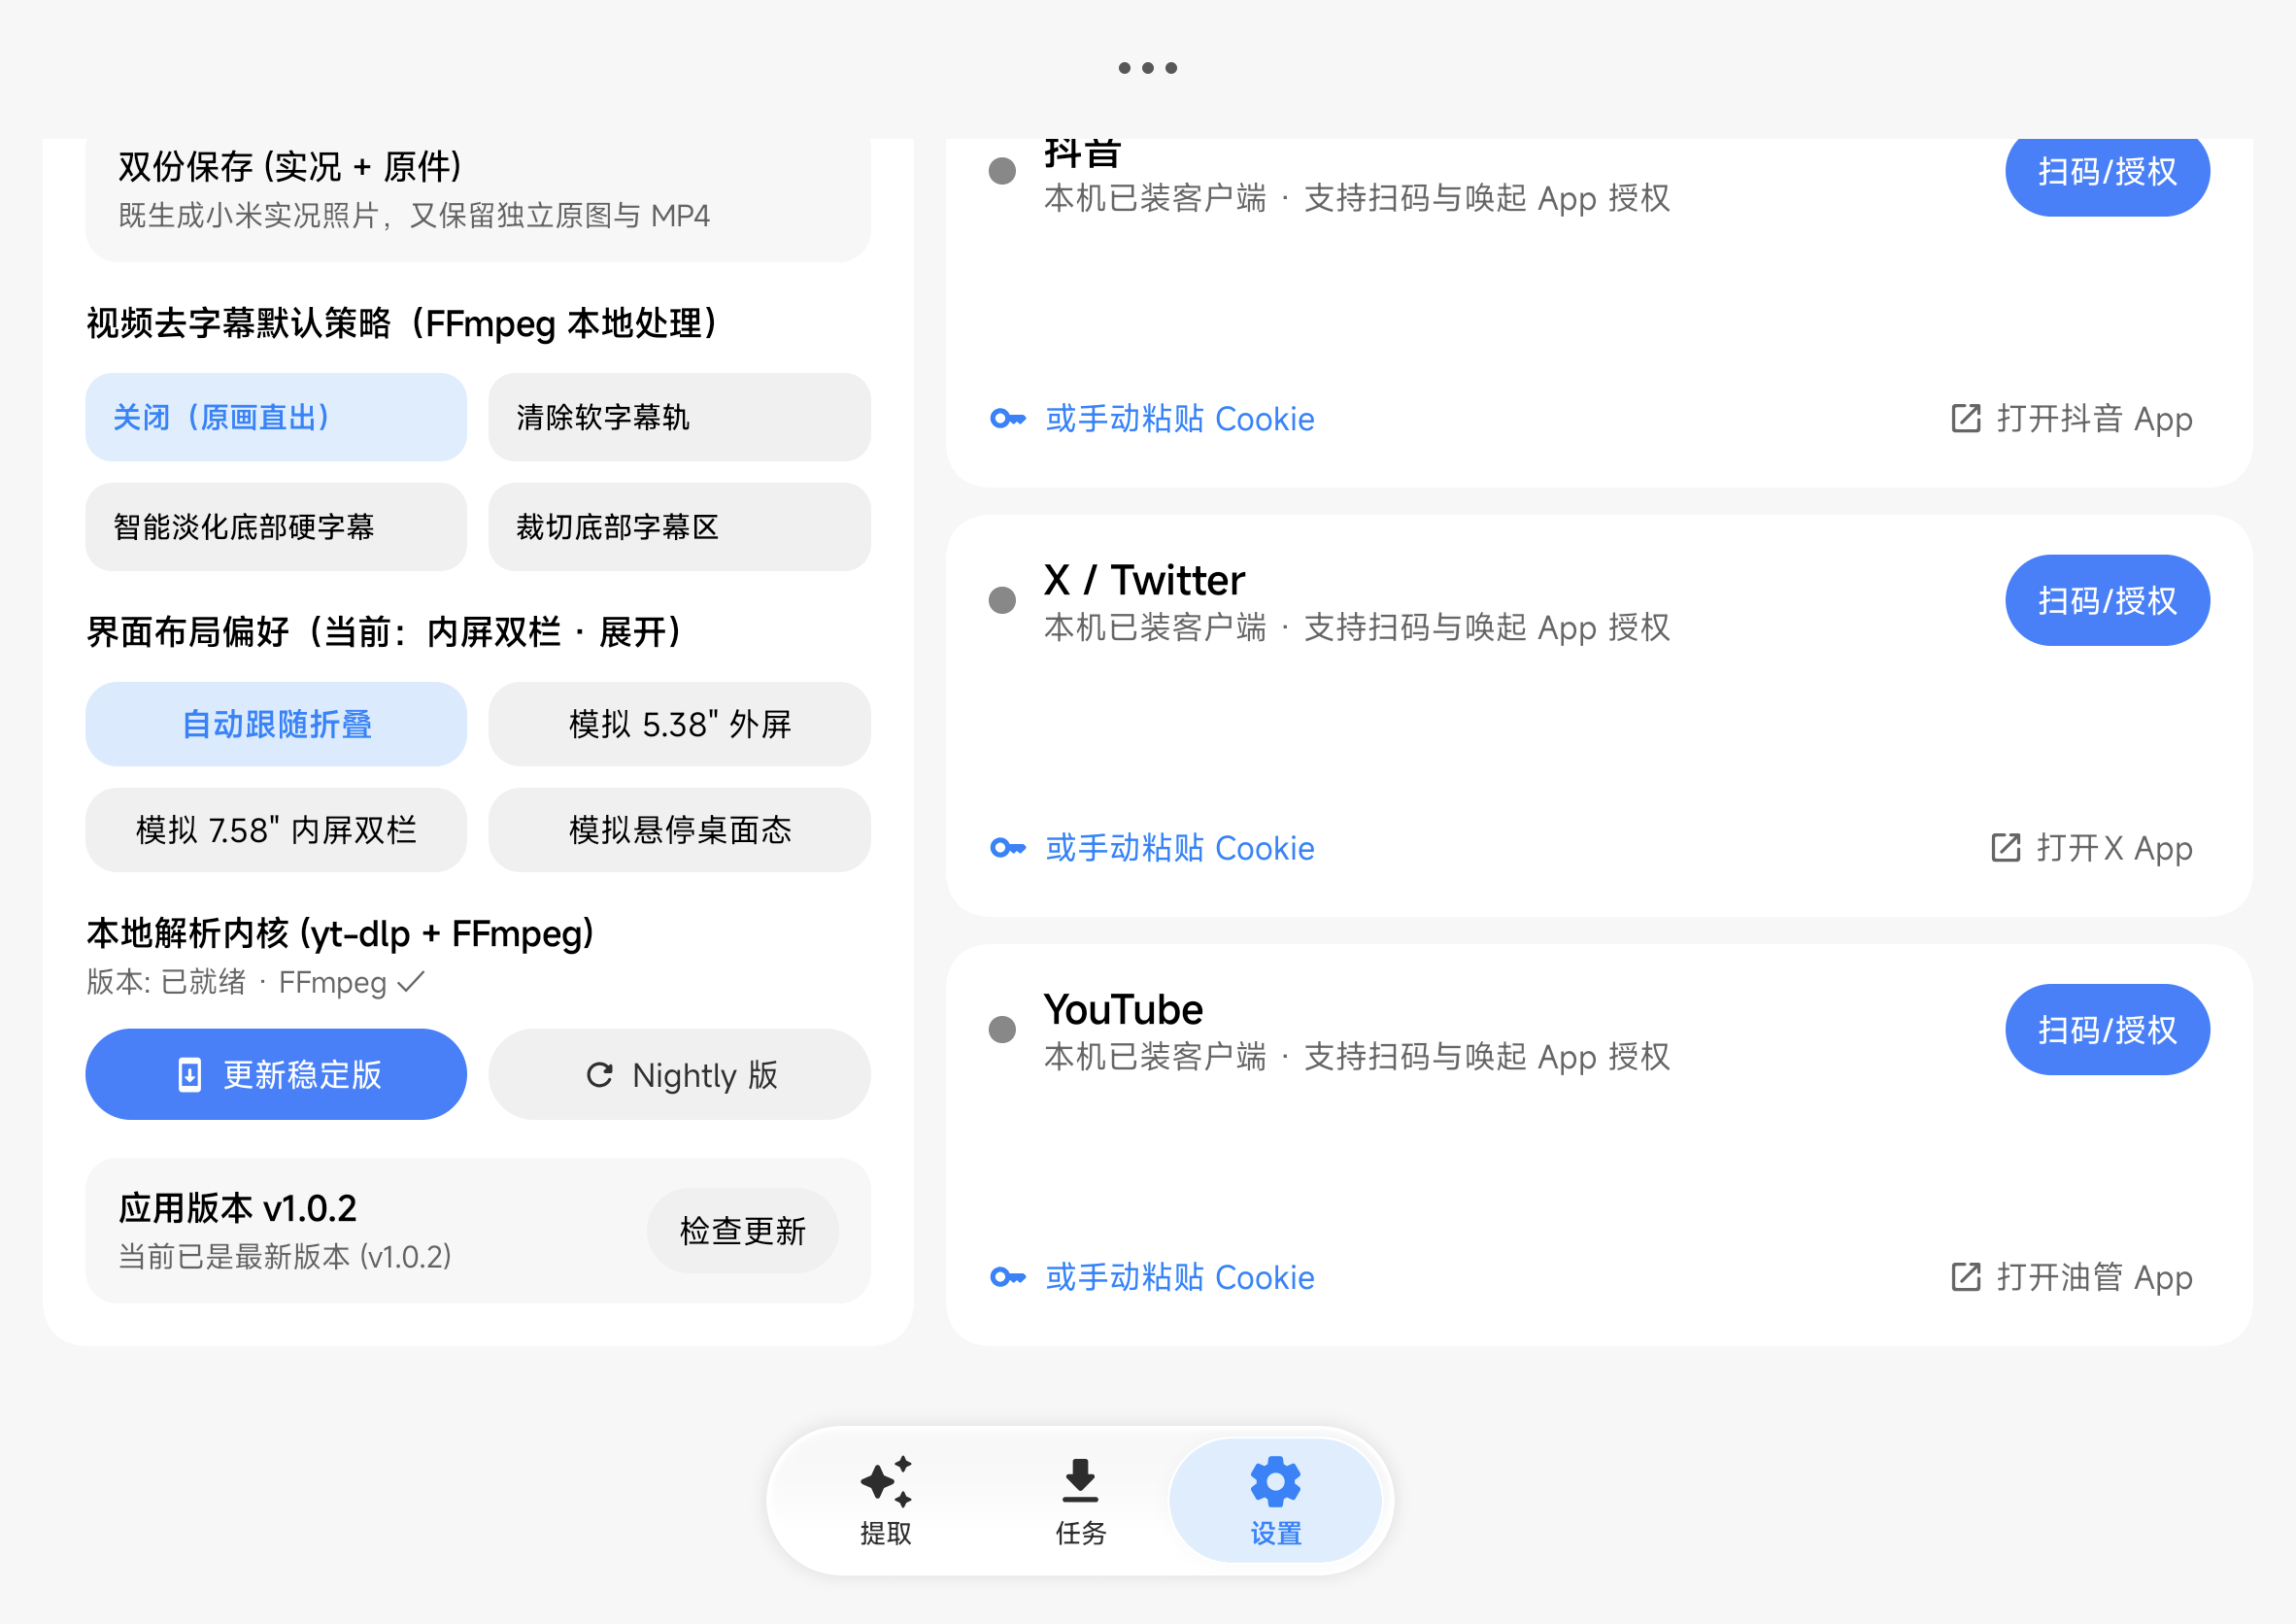 双份保存 (实况 + 原件)
既生成小米实况照片，又保留独立原图与 MP4
视频去字幕默认策略（FFmpeg 本地处理）
关闭（原画直出）
清除软字幕轨
智能淡化底部硬字幕
裁切底部字幕区
界面布局偏好（当前：内屏双栏 · 展开）
自动跟随折叠
模拟 5.38" 外屏
模拟 7.58" 内屏双栏
模拟悬停桌面态
本地解析内核 (yt-dlp + FFmpeg)
版本: 已就绪 · FFmpeg ✓
更新稳定版
Nightly 版
应用版本 v1.0.2
当前已是最新版本 (v1.0.2)
检查更新
抖音
本机已装客户端 · 支持扫码与唤起 App 授权
扫码/授权
或手动粘贴 Cookie
打开抖音 App
X / Twitter
本机已装客户端 · 支持扫码与唤起 App 授权
扫码/授权
或手动粘贴 Cookie
打开X App
YouTube
本机已装客户端 · 支持扫码与唤起 App 授权
扫码/授权
或手动粘贴 Cookie
打开油管 App
提取
任务
设置